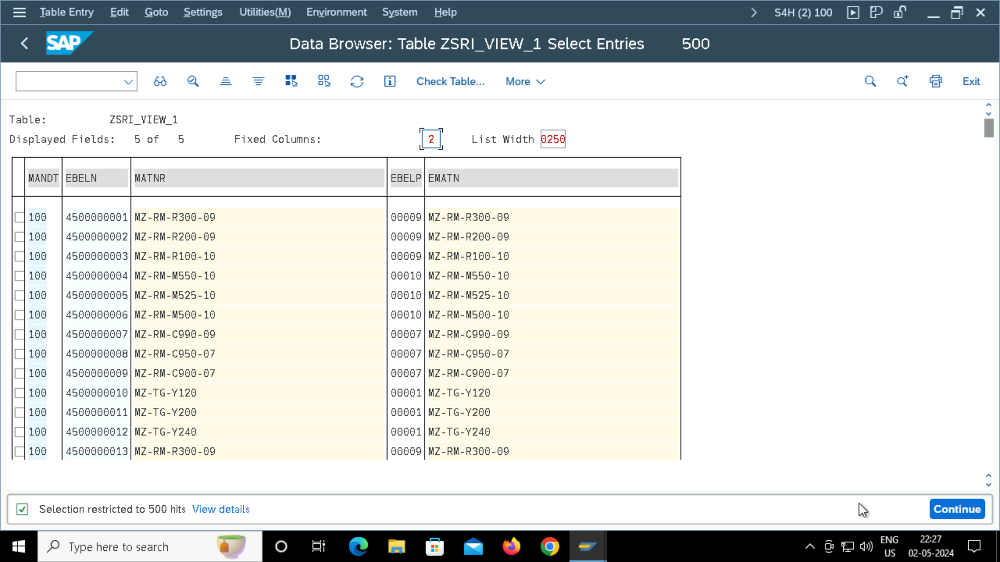 Table Entry Edit Goto Settings Utilities(M) Environment System Help S4H (2) 100
SAP Data Browser: Table ZSRI_VIEW_1 Select Entries 500
Check Table... More Exit
Table: ZSRI_VIEW_1
Displayed Fields: 5 of 5 Fixed Columns: 2 List Width 0250
MANDT EBELN MATNR EBELP EMATN
100 4500000001 MZ-RM-R300-09 00009 MZ-RM-R300-09
100 4500000002 MZ-RM-R200-09 00009 MZ-RM-R200-09
100 4500000003 MZ-RM-R100-10 00009 MZ-RM-R100-10
100 4500000004 MZ-RM-M550-10 00010 MZ-RM-M550-10
100 4500000005 MZ-RM-M525-10 00010 MZ-RM-M525-10
100 4500000006 MZ-RM-M500-10 00010 MZ-RM-M500-10
100 4500000007 MZ-RM-C990-09 00007 MZ-RM-C990-09
100 4500000008 MZ-RM-C950-07 00007 MZ-RM-C950-07
100 4500000009 MZ-RM-C900-07 00007 MZ-RM-C900-07
100 4500000010 MZ-TG-Y120 00001 MZ-TG-Y120
100 4500000011 MZ-TG-Y200 00001 MZ-TG-Y200
100 4500000012 MZ-TG-Y240 00001 MZ-TG-Y240
100 4500000013 MZ-RM-R300-09 00009 MZ-RM-R300-09
Selection restricted to 500 hits View details Continue
Type here to search
ENG 22:27
US 02-05-2024